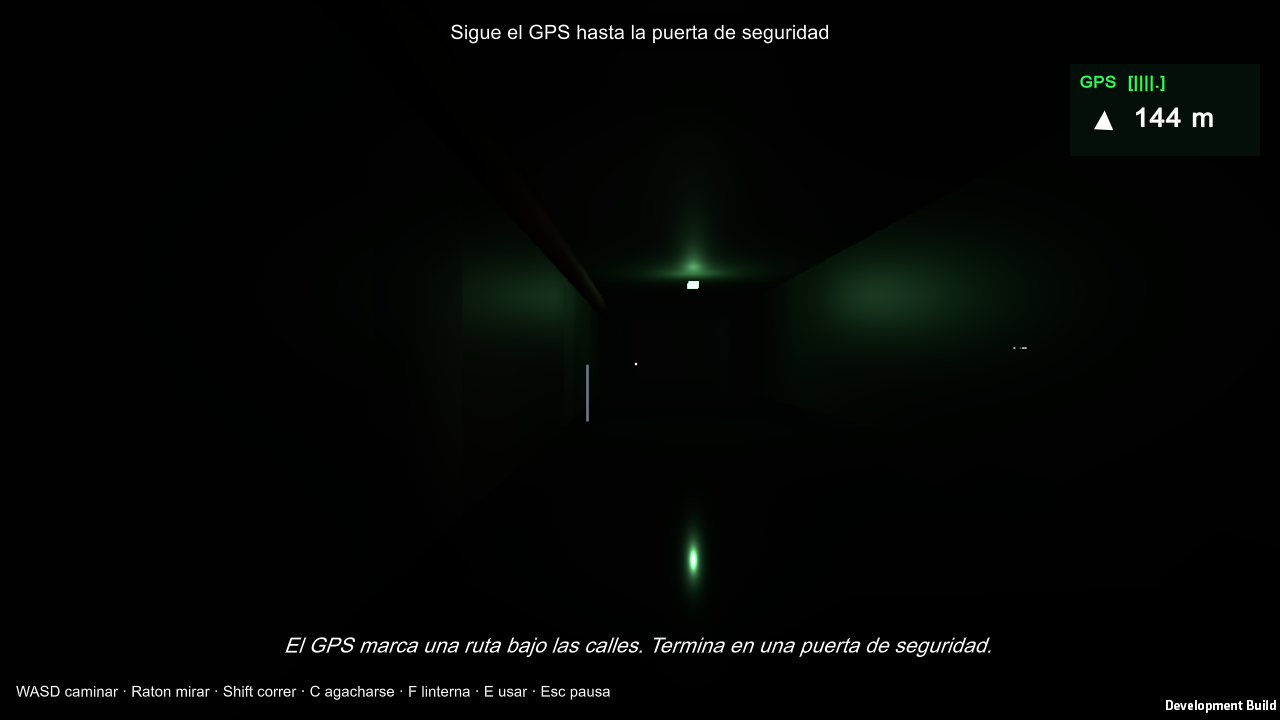 Sigue el GPS hasta la puerta de seguridad
GPS [||||.]
▲ 144 m
El GPS marca una ruta bajo las calles. Termina en una puerta de seguridad.
WASD caminar · Raton mirar · Shift correr · C agacharse · F linterna · E usar · Esc pausa
Development Build